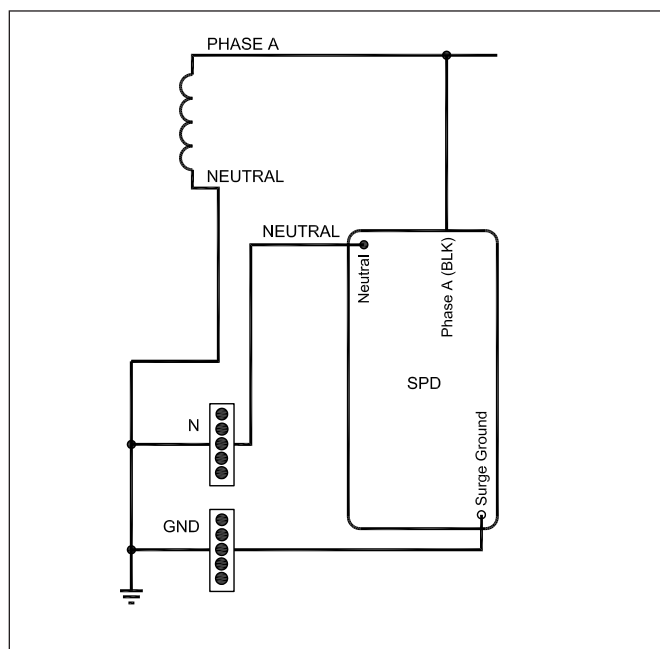 PHASE A
NEUTRAL
NEUTRAL
Neutral
Phase A (BLK)
SPD
N
Surge Ground
GND